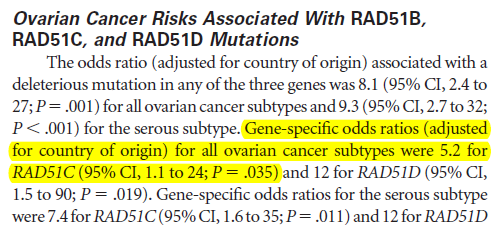 Ovarian Cancer Risks Associated With RAD51B,
RAD51C, and RAD51D Mutations
The odds ratio (adjusted for country of origin) associated with a
deleterious mutation in any of the three genes was 8.1 (95% CI, 2.4 to
27; P = .001) for all ovarian cancer subtypes and 9.3 (95% CI, 2.7 to 32;
P < .001) for the serous subtype. Gene-specific odds ratios (adjusted
for country of origin) for all ovarian cancer subtypes were 5.2 for
RAD51C (95% CI, 1.1 to 24; P = .035) and 12 for RAD51D (95% CI,
1.5 to 90; P = .019). Gene-specific odds ratios for the serous subtype
were 7.4 for RAD51C (95% CI, 1.6 to 35; P = .011) and 12 for RAD51D